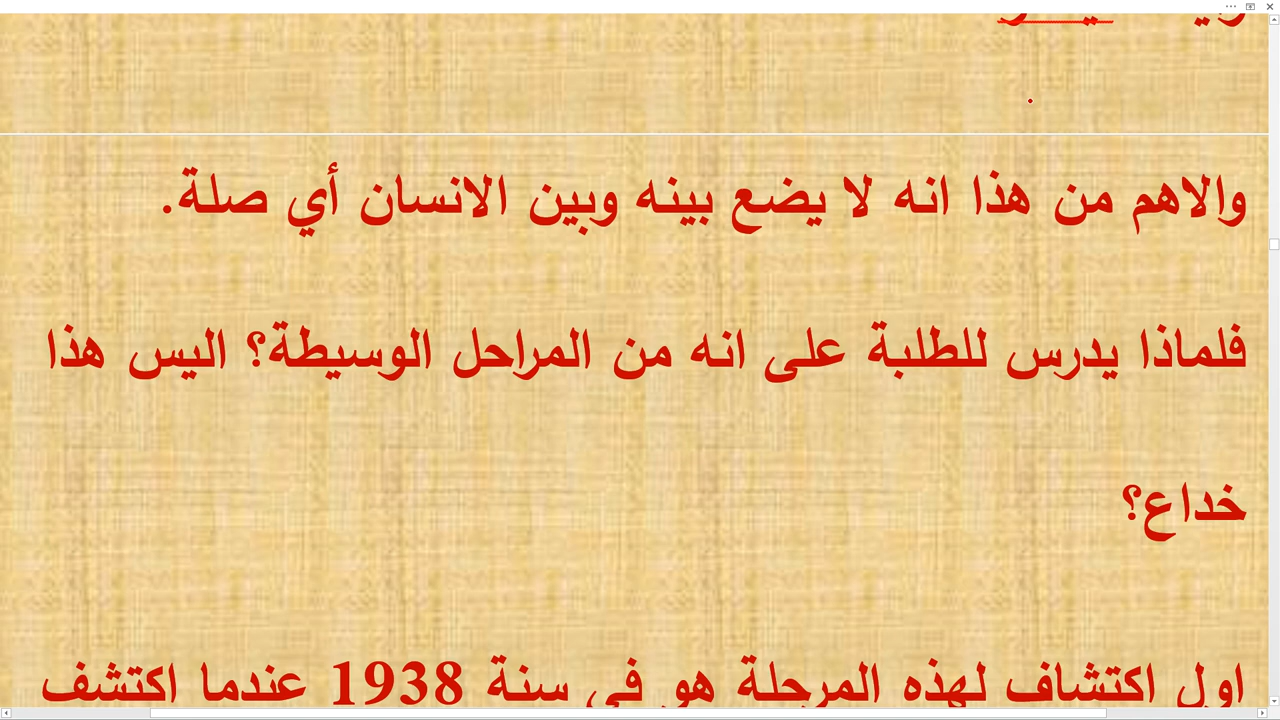 والاهم من هذا انه لا يضع بينه وبين الانسان أي صلة.
فلماذا يدرس للطلبة على انه من المراحل الوسيطة؟ اليس هذا
خداع؟
اول اكتشاف لهذه المرحلة هو في سنة 1938 عندما اكتشف